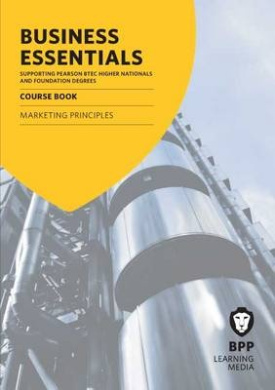 BUSINESS
ESSENTIALS
SUPPORTING PEARSON BTEC HIGHER NATIONALS
AND FOUNDATION DEGREES
COURSE BOOK
MARKETING PRINCIPLES
BPP
LEARNING
MEDIA